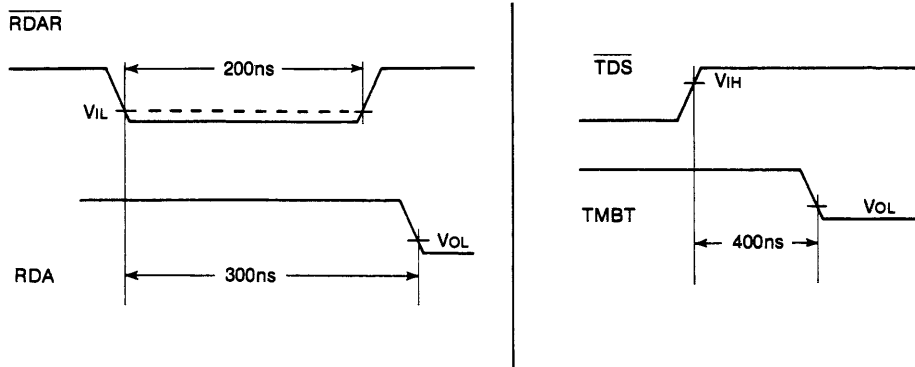 RDAR
200ns
VIL
VOL
RDA
300ns
TDS
VIH
TMBT
VOL
400ns